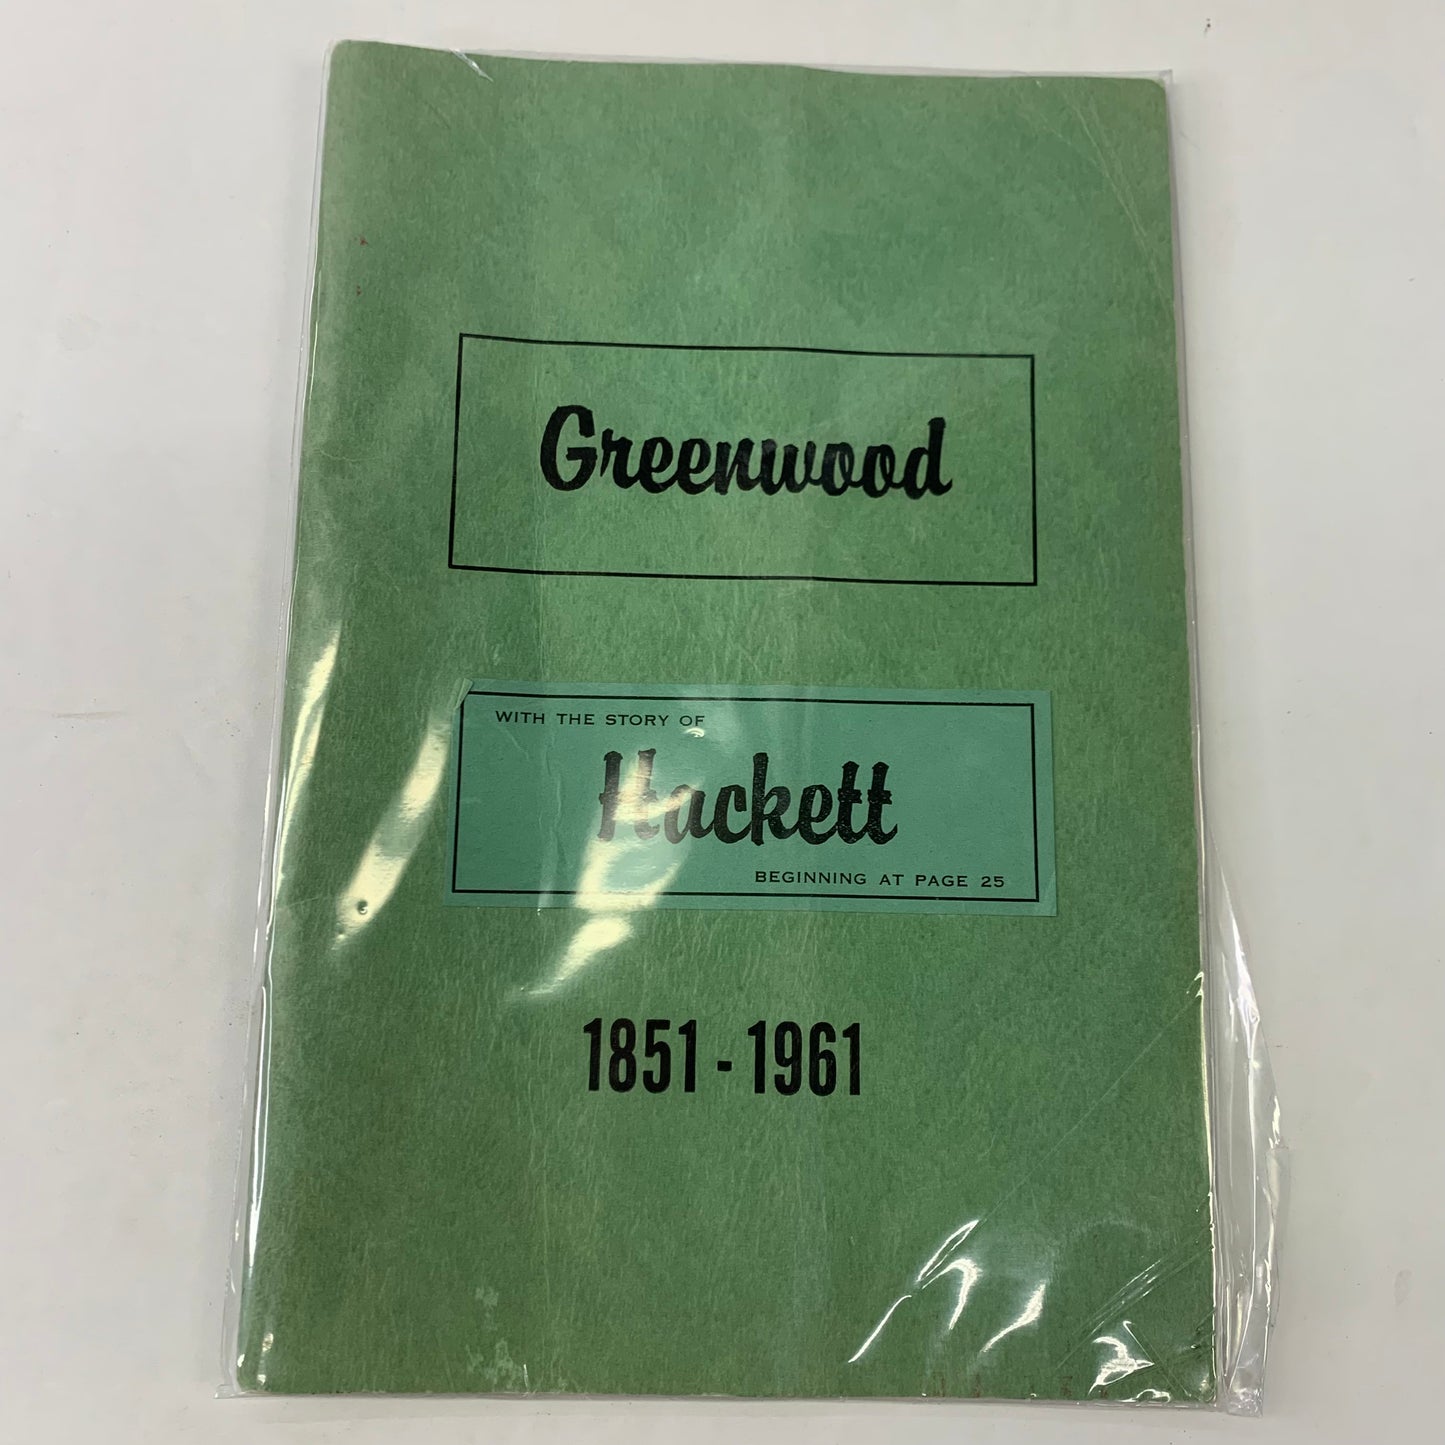 Greenwood
WITH THE STORY OF
Hackett
BEGINNING AT PAGE 25
1851 - 1961